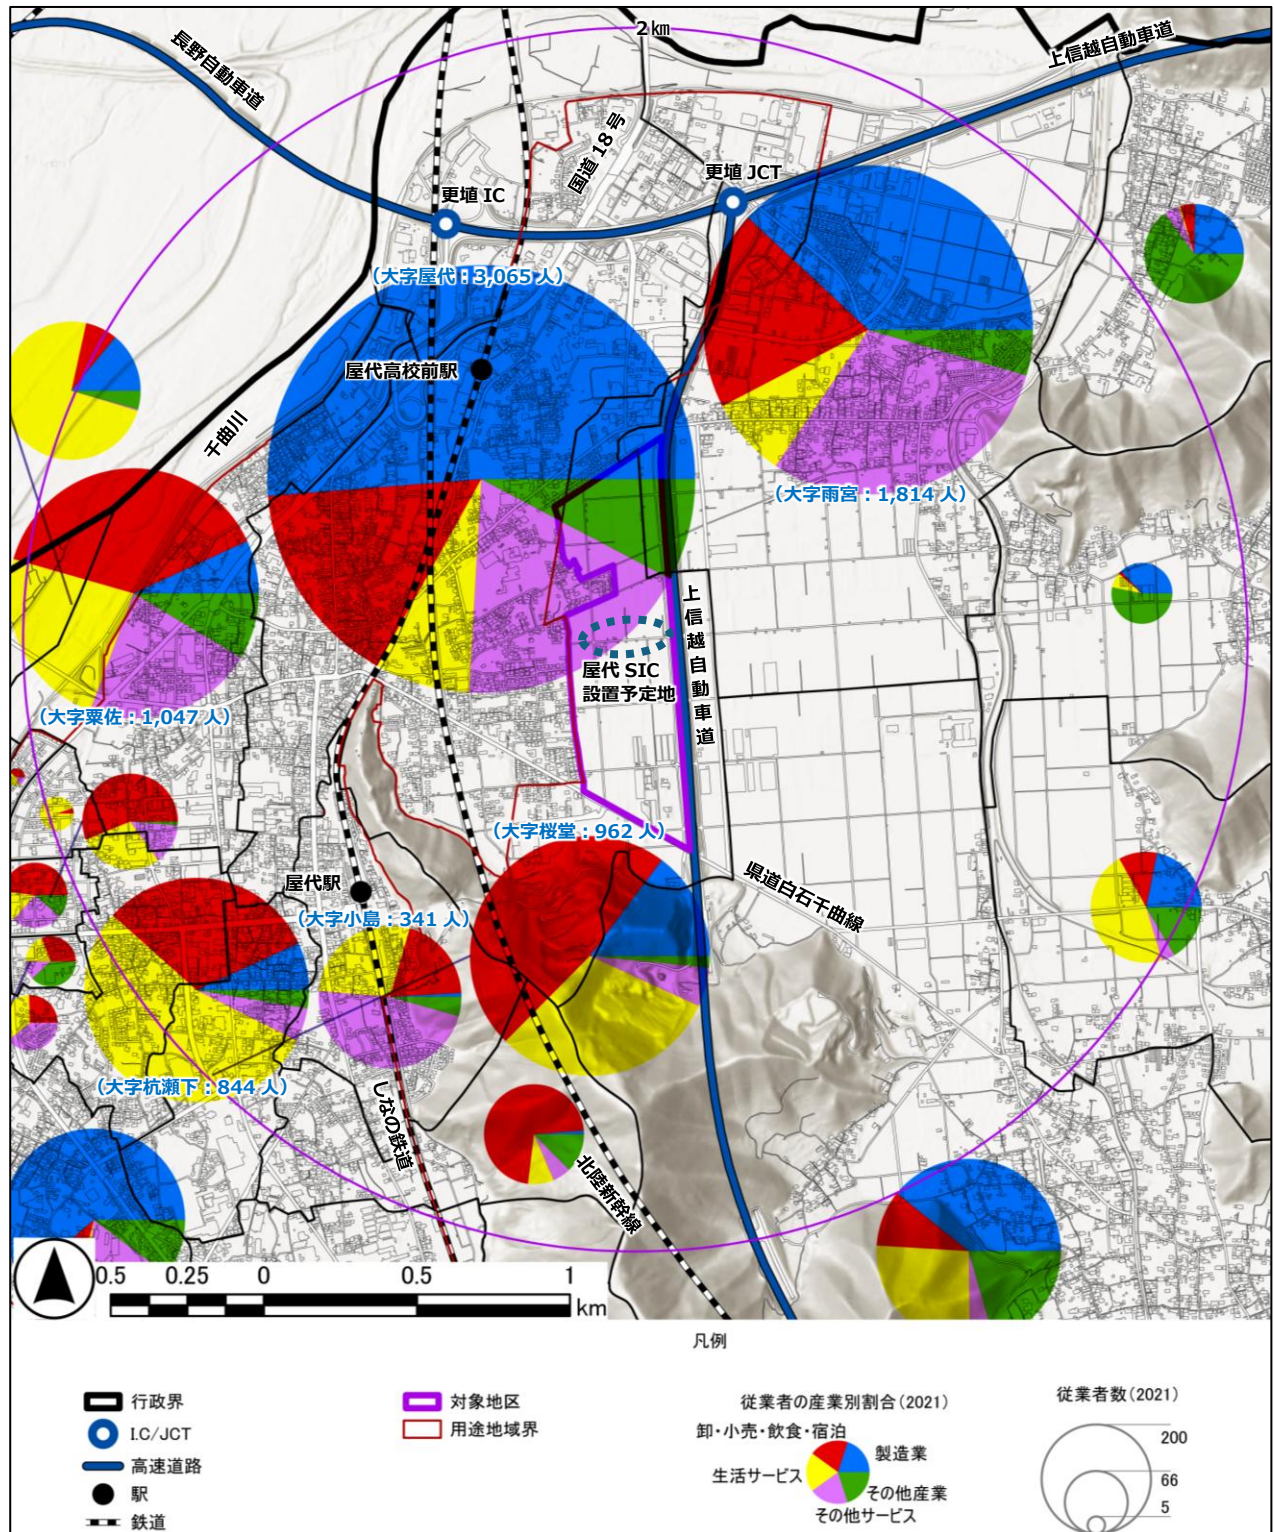 2km
長野自動車道
上信越自動車道
国道18号
更埴 JCT
更埴 IC
（大字屋代：3,065 人）
屋代高校前駅
千曲川
（大字雨宮：1,814 人）
上信越自動車道
屋代 SIC
設置予定地
（大字粟佐：1,047 人）
（大字桜堂：962 人）
県道白石千曲線
屋代駅
（大字小島：341 人）
（大字杭瀬下：844 人）
しなの鉄道
北陸新幹線
0.5 0.25 0 0.5 1
km
凡例
行政界
I.C/JCT
高速道路
駅
鉄道
対象地区
用途地域界
従業者の産業別割合(2021)
卸・小売・飲食・宿泊
製造業
生活サービス
その他産業
その他サービス
従業者数(2021)
200
66
5